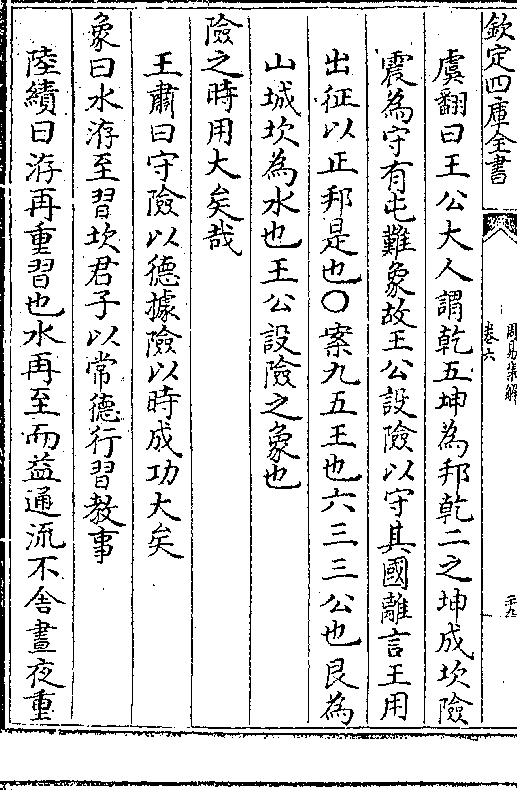 欽定四庫全書
周易集解
卷六
虞翻曰王公大人謂乾五坤為邦乾二之坤成坎險
震為守有屯難象故王公設險以守其國離言王用
出征以正邦是也〇案九五王也六三三公也艮為
山城坎為水也王公設險之象也
險之時用大矣哉
王肅曰守險以德據險以時成功大矣
象曰水洊至習坎君子以常德行習教事
陸績曰洊再重習也水再至而益通流不舍晝夜重